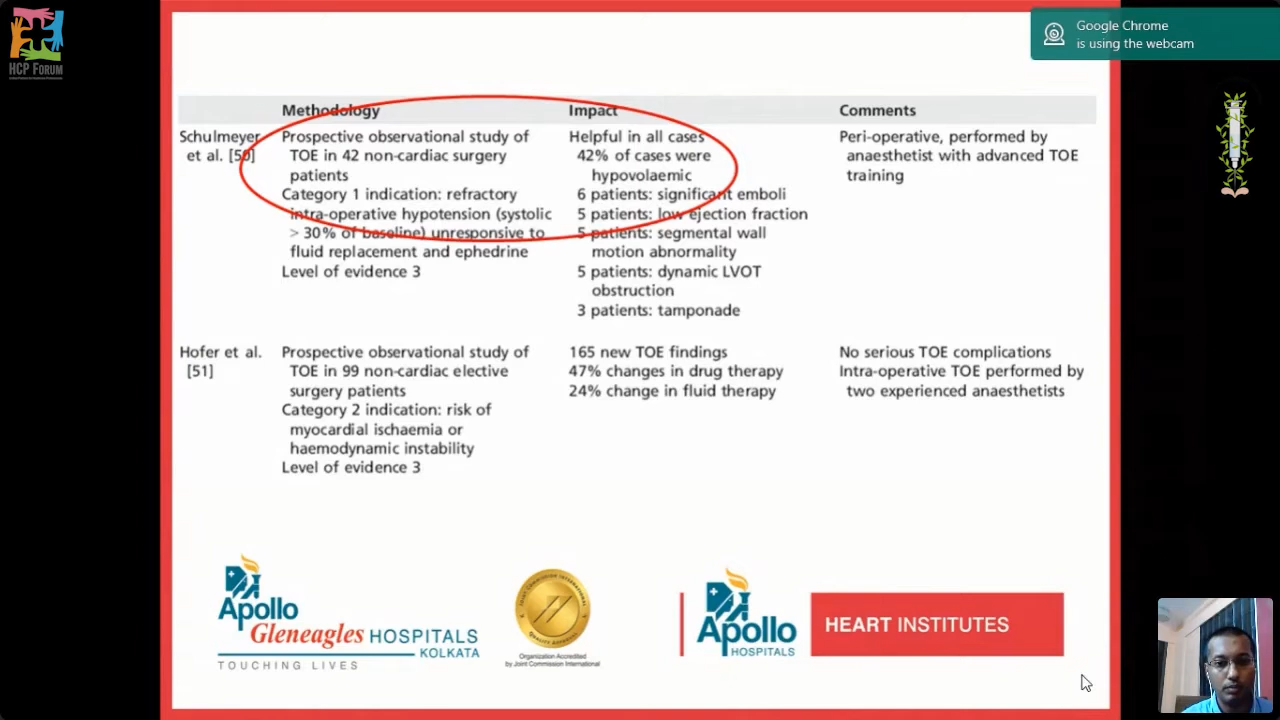 HCP FORUM
Google Chrome
is using the webcam
Methodology Impact Comments
Schulmeyer
et al. [50]
Prospective observational study of
TOE in 42 non-cardiac surgery
patients
Category 1 indication: refractory
intra-operative hypotension (systolic
> 30% of baseline) unresponsive to
fluid replacement and ephedrine
Level of evidence 3
Helpful in all cases
42% of cases were
hypovolaemic
6 patients: significant emboli
5 patients: low ejection fraction
5 patients: segmental wall
motion abnormality
5 patients: dynamic LVOT
obstruction
3 patients: tamponade
Peri-operative, performed by
anaesthetist with advanced TOE
training
Hofer et al.
[51]
Prospective observational study of
TOE in 99 non-cardiac elective
surgery patients
Category 2 indication: risk of
myocardial ischaemia or
haemodynamic instability
Level of evidence 3
165 new TOE findings
47% changes in drug therapy
24% change in fluid therapy
No serious TOE complications
Intra-operative TOE performed by
two experienced anaesthetists
Apollo
Gleneagles HOSPITALS
KOLKATA
TOUCHING LIVES
Organization Accredited
by Joint Commission International
Apollo
HOSPITALS
HEART INSTITUTES